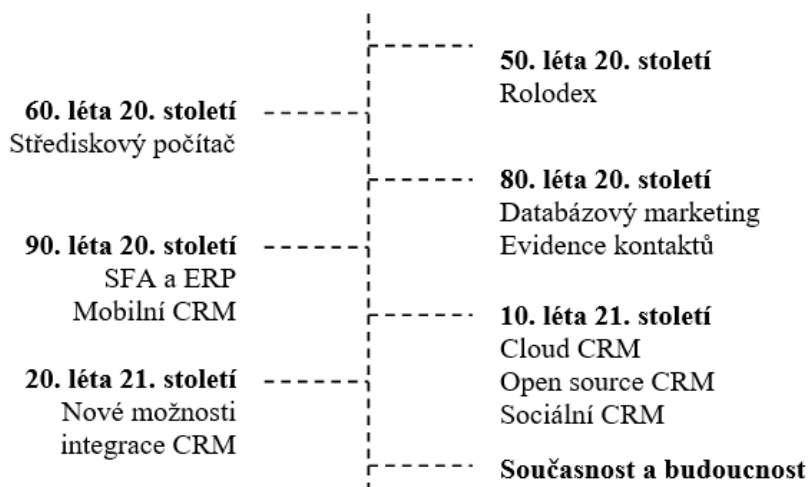 50. léta 20. století
Rolodex
60. léta 20. století
Střediskový počítač
80. léta 20. století
Databázový marketing
Evidence kontaktů
90. léta 20. století
SFA a ERP
Mobilní CRM
10. léta 21. století
Cloud CRM
Open source CRM
Sociální CRM
20. léta 21. století
Nové možnosti
integrace CRM
Současnost a budoucnost